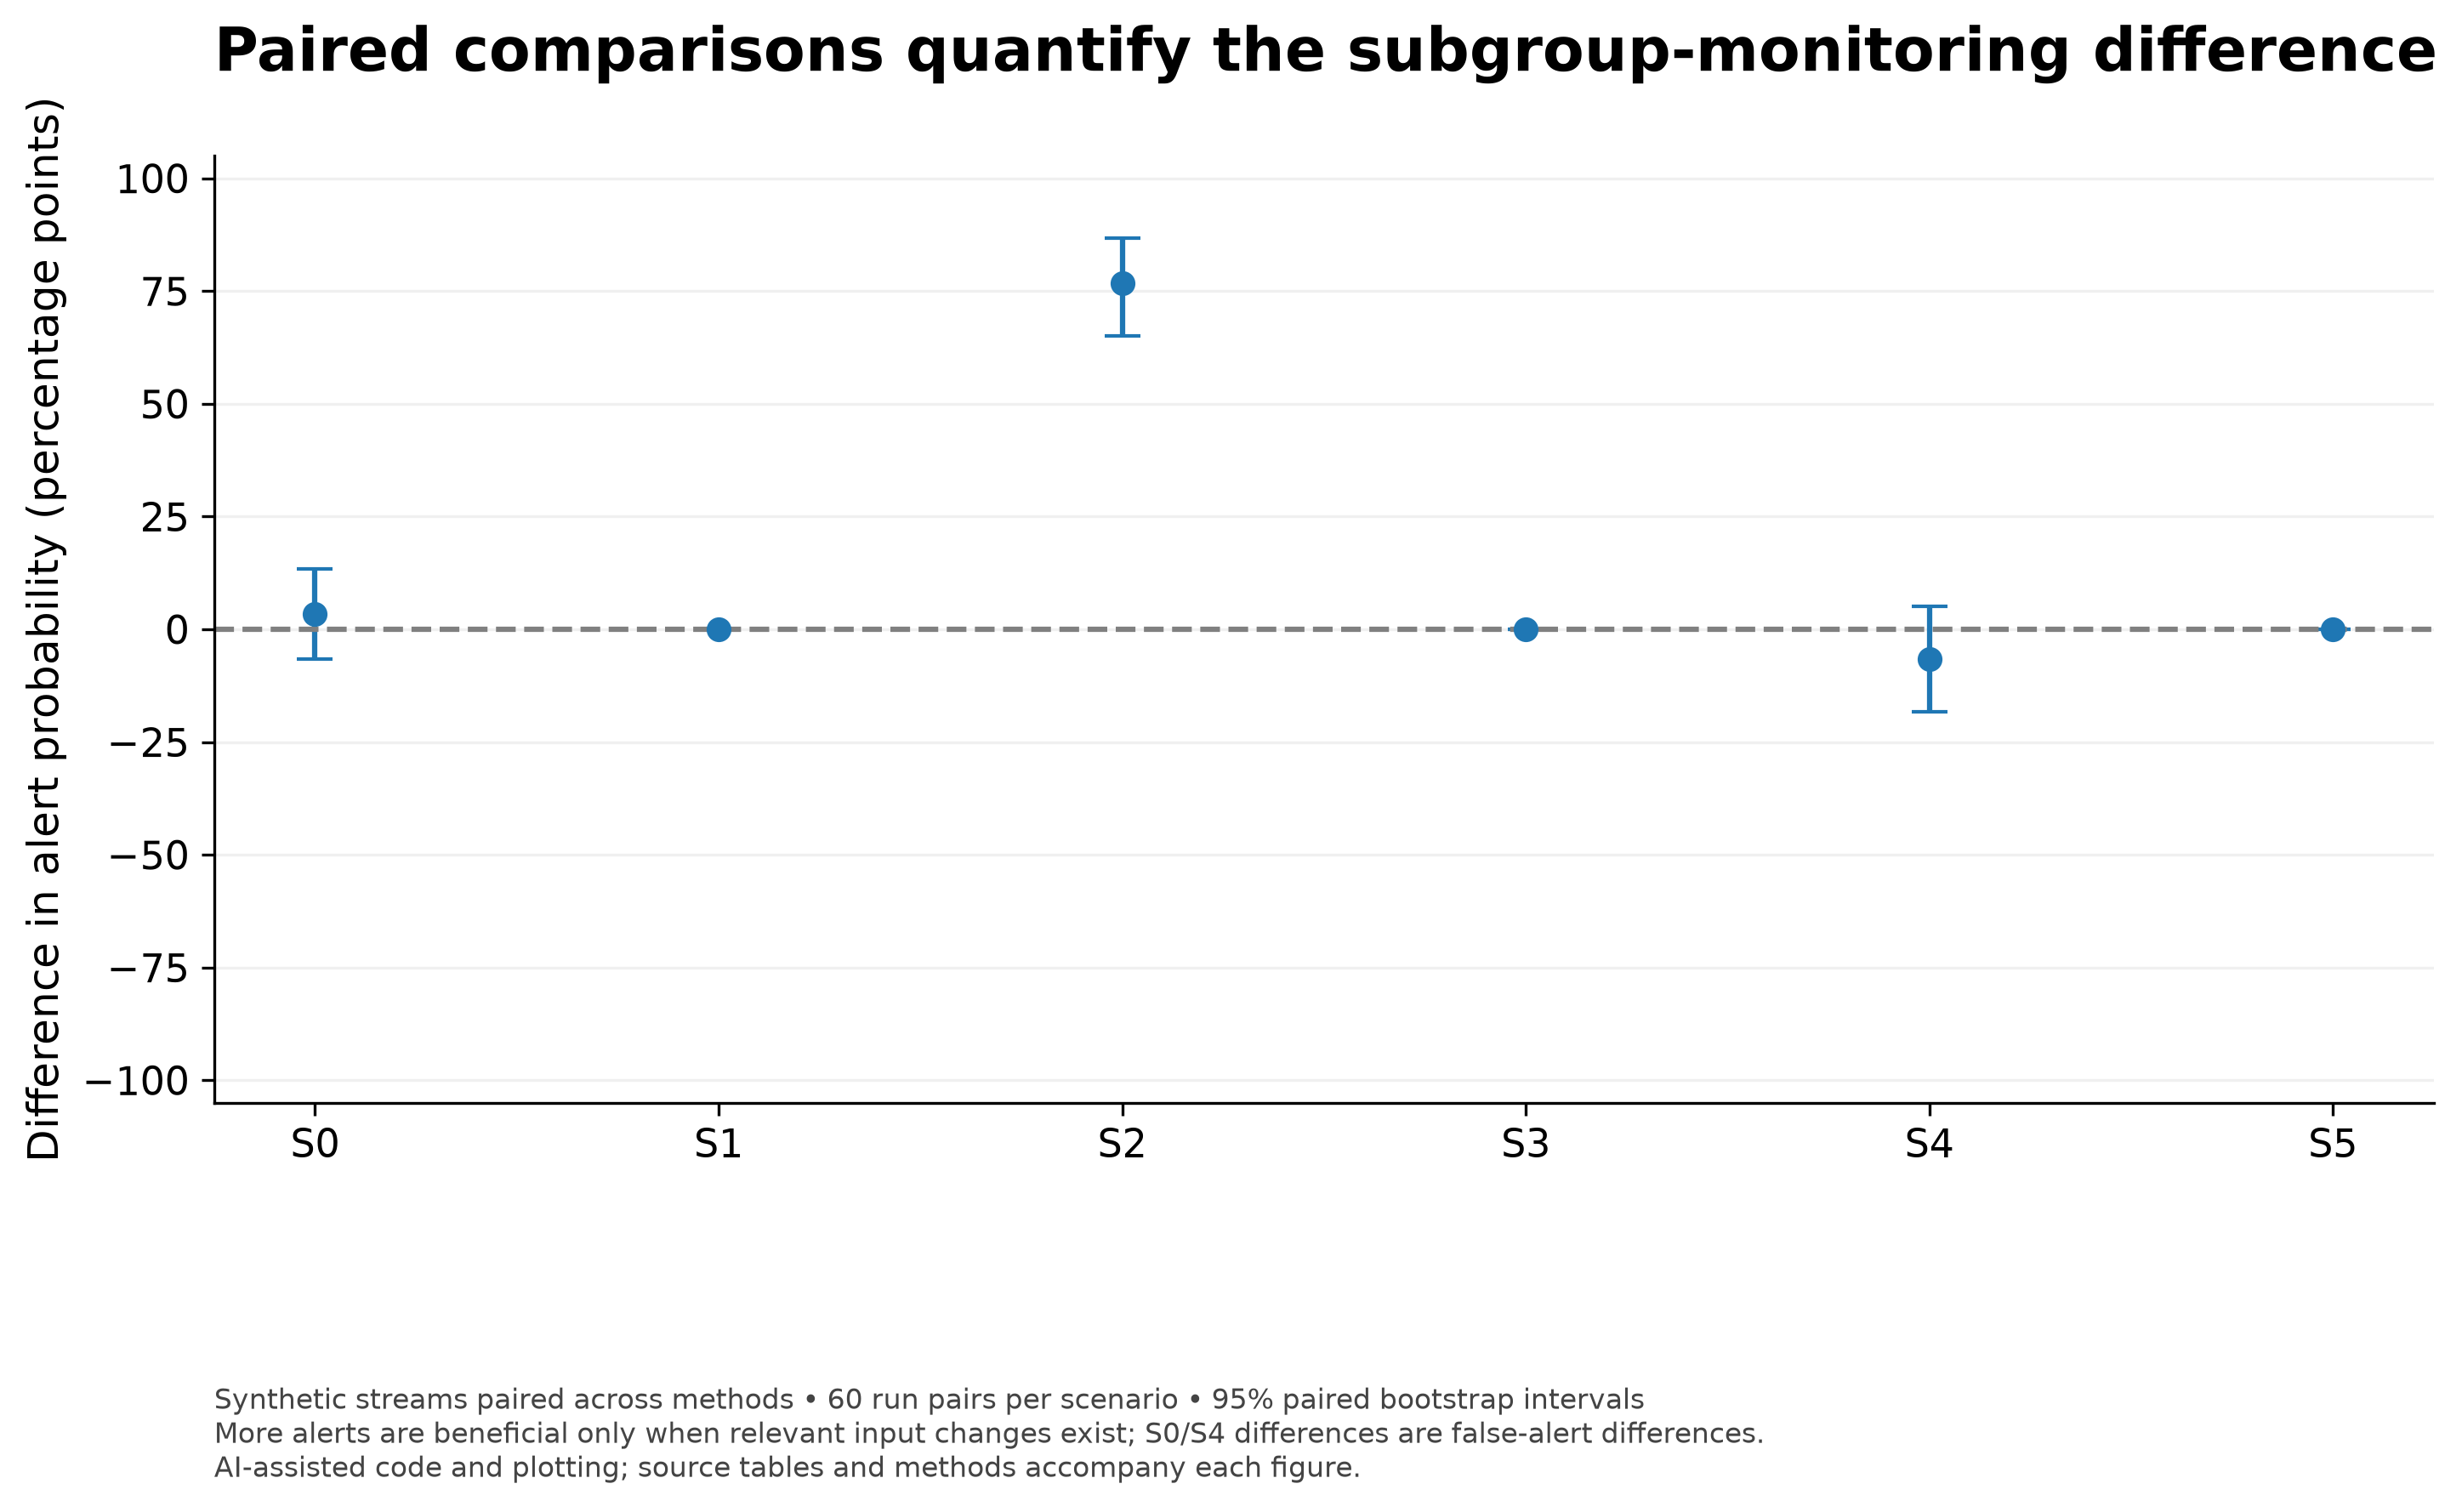 Paired comparisons quantify the subgroup-monitoring difference
Difference in alert probability (percentage points)
100
75
50
25
0
−25
−50
−75
−100
S0 S1 S2 S3 S4 S5
Synthetic streams paired across methods • 60 run pairs per scenario • 95% paired bootstrap intervals
More alerts are beneficial only when relevant input changes exist; S0/S4 differences are false-alert differences.
AI-assisted code and plotting; source tables and methods accompany each figure.